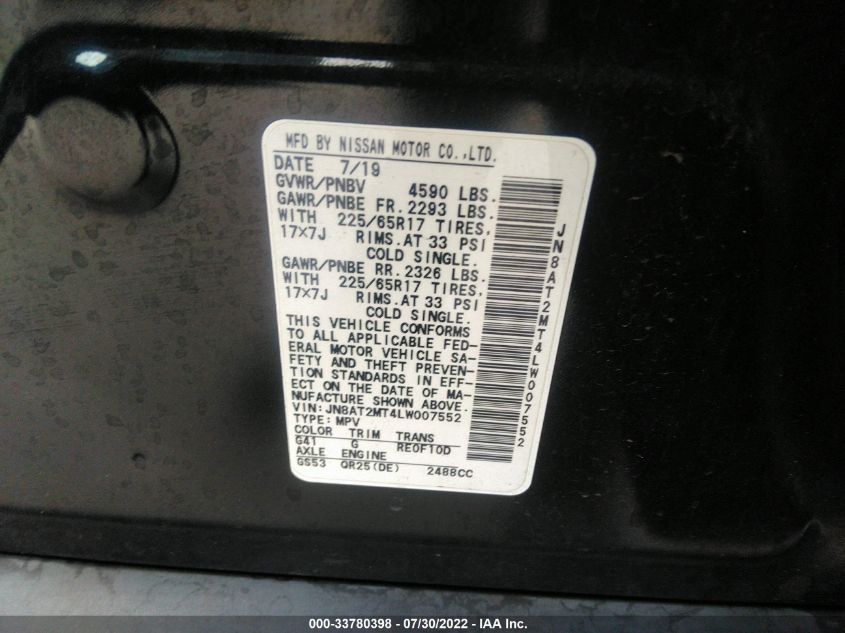 MFD BY NISSAN MOTOR CO.,LTD.
DATE 7/19
GVWR/PNBV 4590 LBS.
GAWR/PNBE FR.2293 LBS.
WITH 225/65R17 TIRES,
17×7J RIMS.AT 33 PSI
COLD SINGLE.
GAWR/PNBE RR.2326 LBS.
WITH 225/65R17 TIRES,
17×7J RIMS.AT 33 PSI
COLD SINGLE.
THIS VEHICLE CONFORMS
TO ALL APPLICABLE FED-
ERAL MOTOR VEHICLE SA-
FETY AND THEFT PREVEN-
TION STANDARDS IN EFF-
ECT ON THE DATE OF MA-
NUFACTURE SHOWN ABOVE.
VIN:JN8AT2MT4LW007552
TYPE:MPV
COLOR TRIM TRANS
G41 G RE0F10D
AXLE ENGINE
GS53 QR25(DE) 2488CC
JN8AT2MT4LW007552
000-33780398 - 07/30/2022 - IAA Inc.